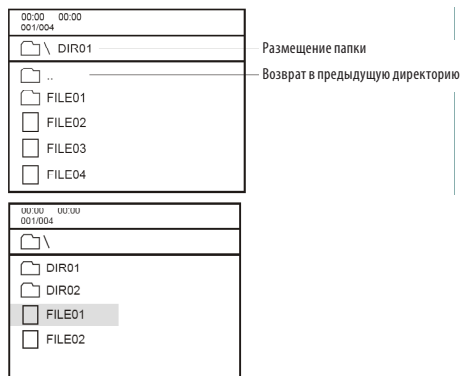 00:00 00:00
001/004
\ DIR01
Размещение папки
..
Возврат в предыдущую директорию
FILE01
FILE02
FILE03
FILE04
00:00 00:00
001/004
\
DIR01
DIR02
FILE01
FILE02